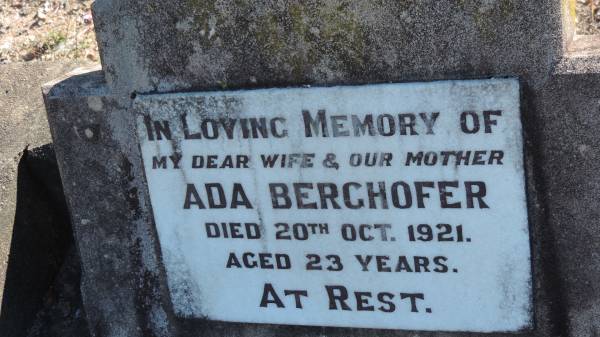 IN LOVING MEMORY OF
MY DEAR WIFE & OUR MOTHER
ADA BERGHOFER
DIED 20TH OCT. 1921.
AGED 23 YEARS.
AT REST.